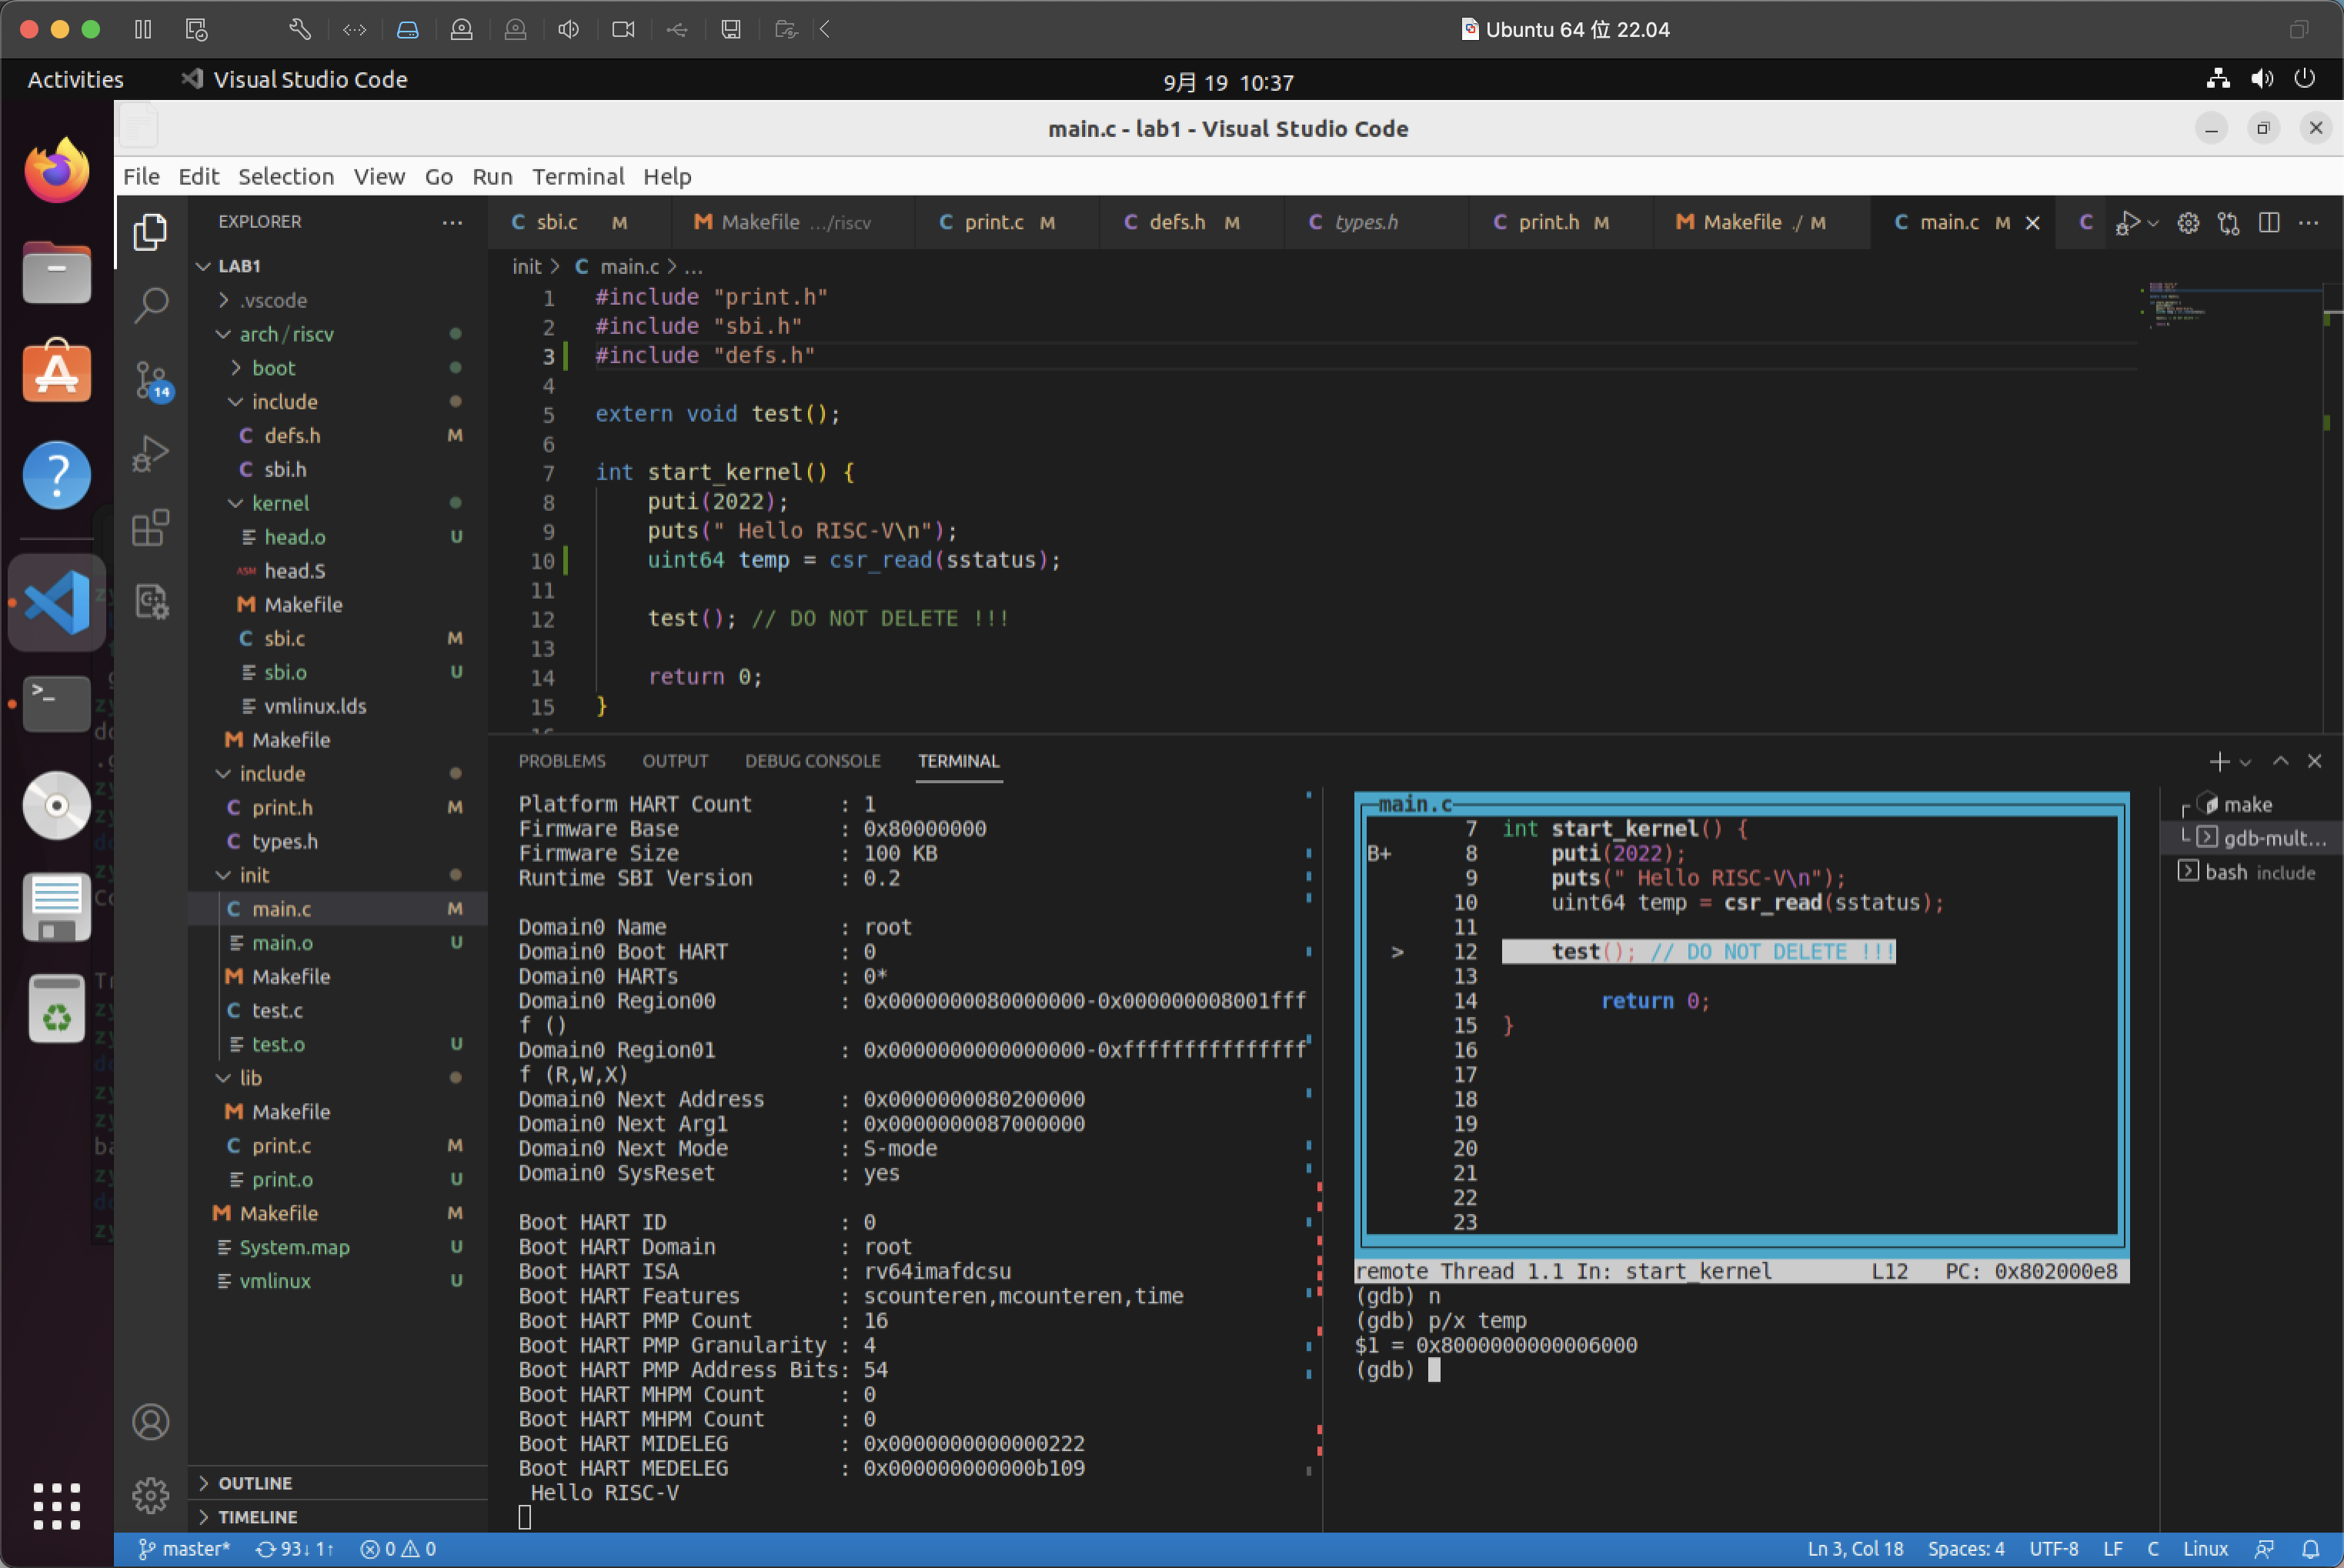 Ubuntu 64 位 22.04
Activities
Visual Studio Code
9月 19 10:37
main.c - lab1 - Visual Studio Code
File Edit Selection View Go Run Terminal Help
EXPLORER
LAB1
.vscode
arch / riscv
boot
include
C defs.h M
C sbi.h
kernel
head.o U
ASM head.S
M Makefile
C sbi.c M
sbi.o U
vmlinux.lds
M Makefile
include
C print.h M
C types.h
init
C main.c M
main.o U
M Makefile
C test.c
test.o U
lib
M Makefile
C print.c M
print.o U
M Makefile M
System.map U
vmlinux U
OUTLINE
TIMELINE
14
C sbi.c M
M Makefile .../riscv
C print.c M
C defs.h M
C types.h
C print.h M
M Makefile ./ M
C main.c M
C
init > C main.c > ...
1 #include "print.h"
2 #include "sbi.h"
3 #include "defs.h"
4
5 extern void test();
6
7 int start_kernel() {
8 puti(2022);
9 puts(" Hello RISC-V\n");
10 uint64 temp = csr_read(sstatus);
11
12 test(); // DO NOT DELETE !!!
13
14 return 0;
15 }
PROBLEMS OUTPUT DEBUG CONSOLE TERMINAL
Platform HART Count : 1
Firmware Base : 0x80000000
Firmware Size : 100 KB
Runtime SBI Version : 0.2
Domain0 Name : root
Domain0 Boot HART : 0
Domain0 HARTs : 0*
Domain0 Region00 : 0x0000000080000000-0x000000008001fff
f ()
Domain0 Region01 : 0x0000000000000000-0xfffffffffffffff
f (R,W,X)
Domain0 Next Address : 0x0000000080200000
Domain0 Next Arg1 : 0x0000000087000000
Domain0 Next Mode : S-mode
Domain0 SysReset : yes
Boot HART ID : 0
Boot HART Domain : root
Boot HART ISA : rv64imafdcsu
Boot HART Features : scounteren,mcounteren,time
Boot HART PMP Count : 16
Boot HART PMP Granularity : 4
Boot HART PMP Address Bits: 54
Boot HART MHPM Count : 0
Boot HART MHPM Count : 0
Boot HART MIDELEG : 0x0000000000000222
Boot HART MEDELEG : 0x000000000000b109
Hello RISC-V
main.c
7 int start_kernel() {
B+ 8 puti(2022);
9 puts(" Hello RISC-V\n");
10 uint64 temp = csr_read(sstatus);
11
> 12 test(); // DO NOT DELETE !!!
13
14 return 0;
15 }
16
17
18
19
20
21
22
23
remote Thread 1.1 In: start_kernel L12 PC: 0x802000e8
(gdb) n
(gdb) p/x temp
$1 = 0x8000000000006000
(gdb)
make
gdb-mult...
bash include
master* 93↓ 1↑ 0 0
Ln 3, Col 18 Spaces: 4 UTF-8 LF C Linux